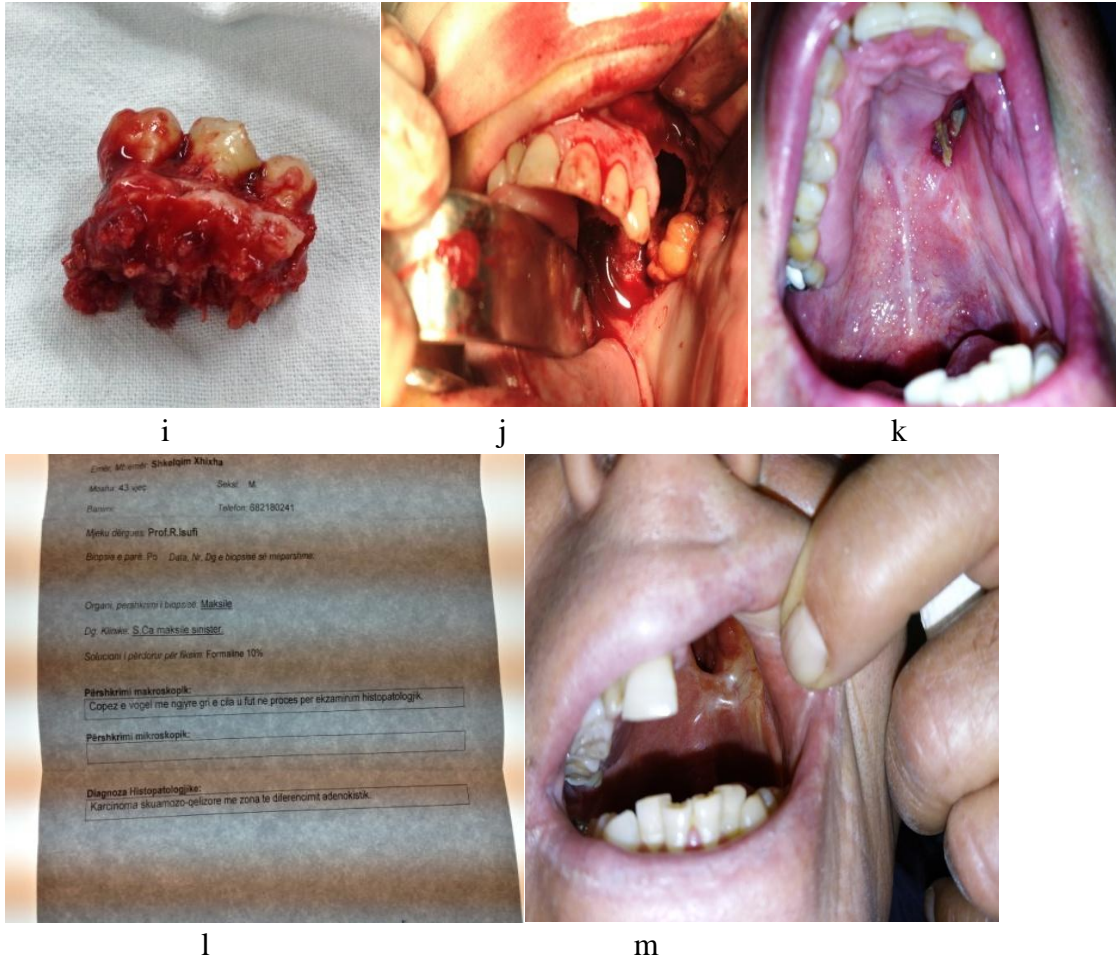 i
j
k
Emër, Mbiemër: Shkelqim Xhixha
Mosha: 43 vjeç Seksi: M.
Banimi: Telefon: 682180241
Mjeku dërgues: Prof.R.Isufi
Biopsia e parë: Po Data, Nr, Dg e biopsisë së mëparshme:
Organi, përshkrimi i biopsisë: Maksile
Dg. Klinike: S.Ca maksile sinister.
Solucioni i përdorur për fiksim: Formaline 10%
Përshkrimi makroskopik:
Copez e vogel me ngjyre gri e cila u fut ne proces per ekzaminim histopatologjik.
Përshkrimi mikroskopik:
Diagnoza Histopatologjike:
Karcinoma skuamozo-qelizore me zona te diferencimit adenokistik.
l
m